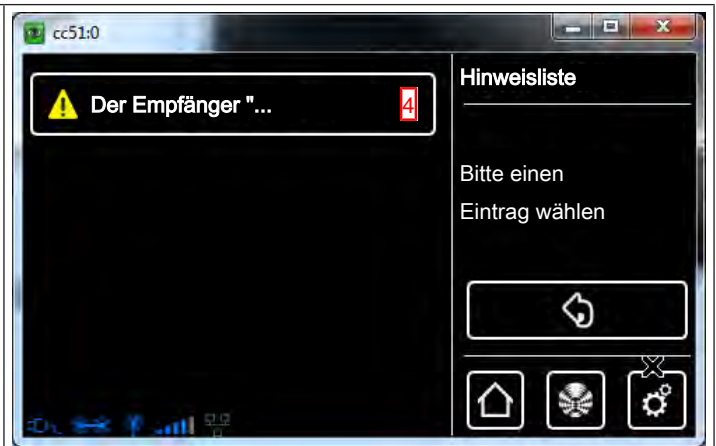 cc51:0
Der Empfänger "... 4
Hinweisliste
Bitte einen
Eintrag wählen